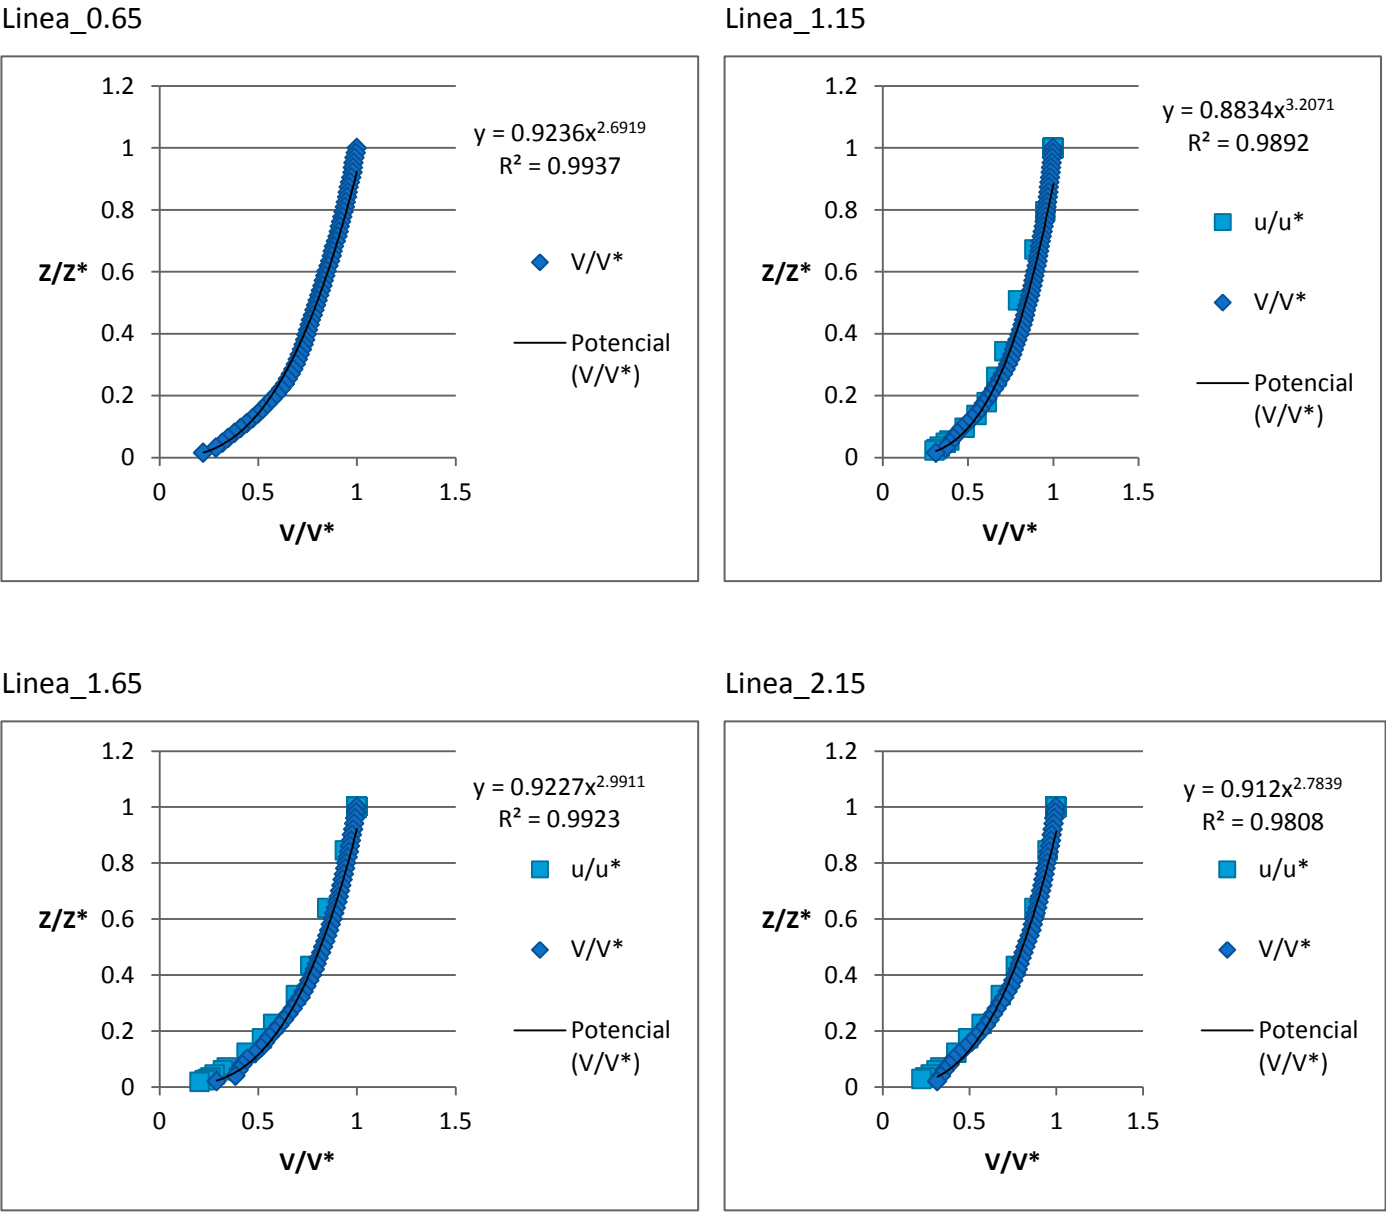 Linea_0.65
1.2
1
0.8
0.6
0.4
0.2
0
Z/Z*
0 0.5 1 1.5
V/V*
y = 0.9236x^2.6919
R² = 0.9937
V/V*
Potencial
(V/V*)
Linea_1.15
1.2
1
0.8
0.6
0.4
0.2
0
Z/Z*
0 0.5 1 1.5
V/V*
y = 0.8834x^3.2071
R² = 0.9892
u/u*
V/V*
Potencial
(V/V*)
Linea_1.65
1.2
1
0.8
0.6
0.4
0.2
0
Z/Z*
0 0.5 1 1.5
V/V*
y = 0.9227x^2.9911
R² = 0.9923
u/u*
V/V*
Potencial
(V/V*)
Linea_2.15
1.2
1
0.8
0.6
0.4
0.2
0
Z/Z*
0 0.5 1 1.5
V/V*
y = 0.912x^2.7839
R² = 0.9808
u/u*
V/V*
Potencial
(V/V*)